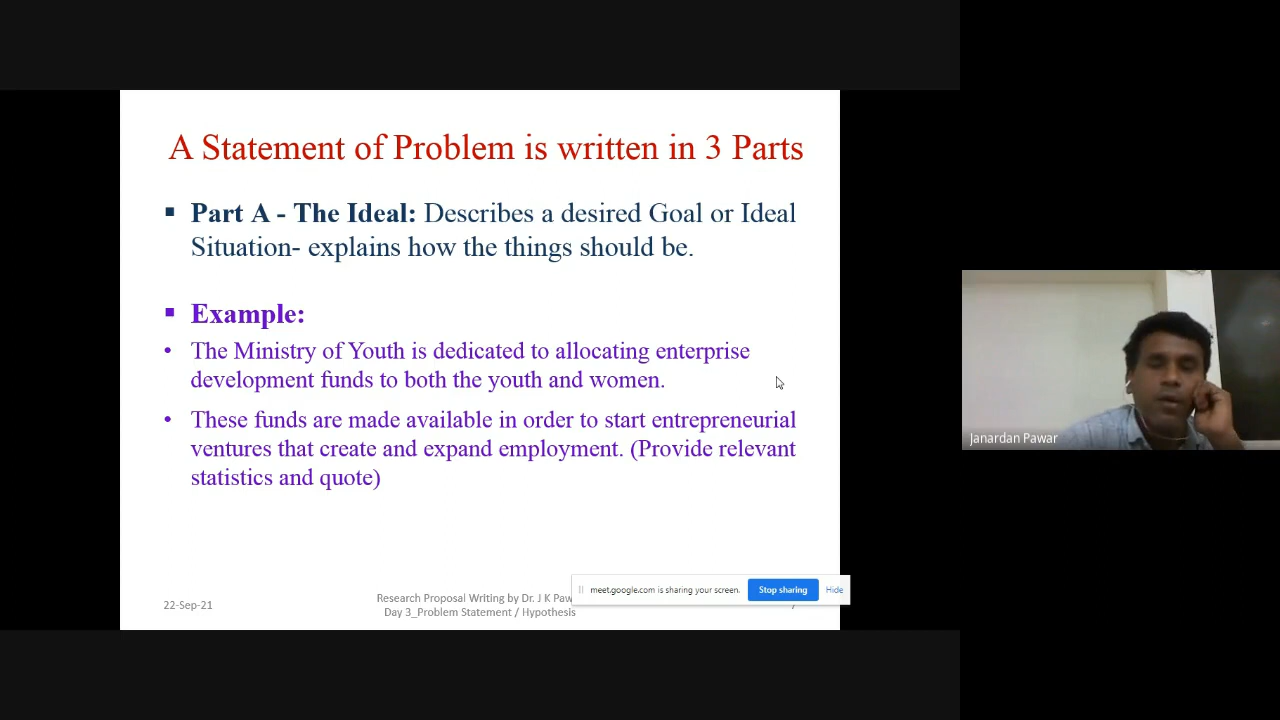 A Statement of Problem is written in 3 Parts
Part A - The Ideal: Describes a desired Goal or Ideal
Situation- explains how the things should be.
Example:
The Ministry of Youth is dedicated to allocating enterprise
development funds to both the youth and women.
These funds are made available in order to start entrepreneurial
ventures that create and expand employment. (Provide relevant
statistics and quote)
22-Sep-21
Research Proposal Writing by Dr. J K
Day 3_Problem Statement / Hypothesis
meet.google.com is sharing your screen.
Stop sharing
Hide
Janardan Pawar